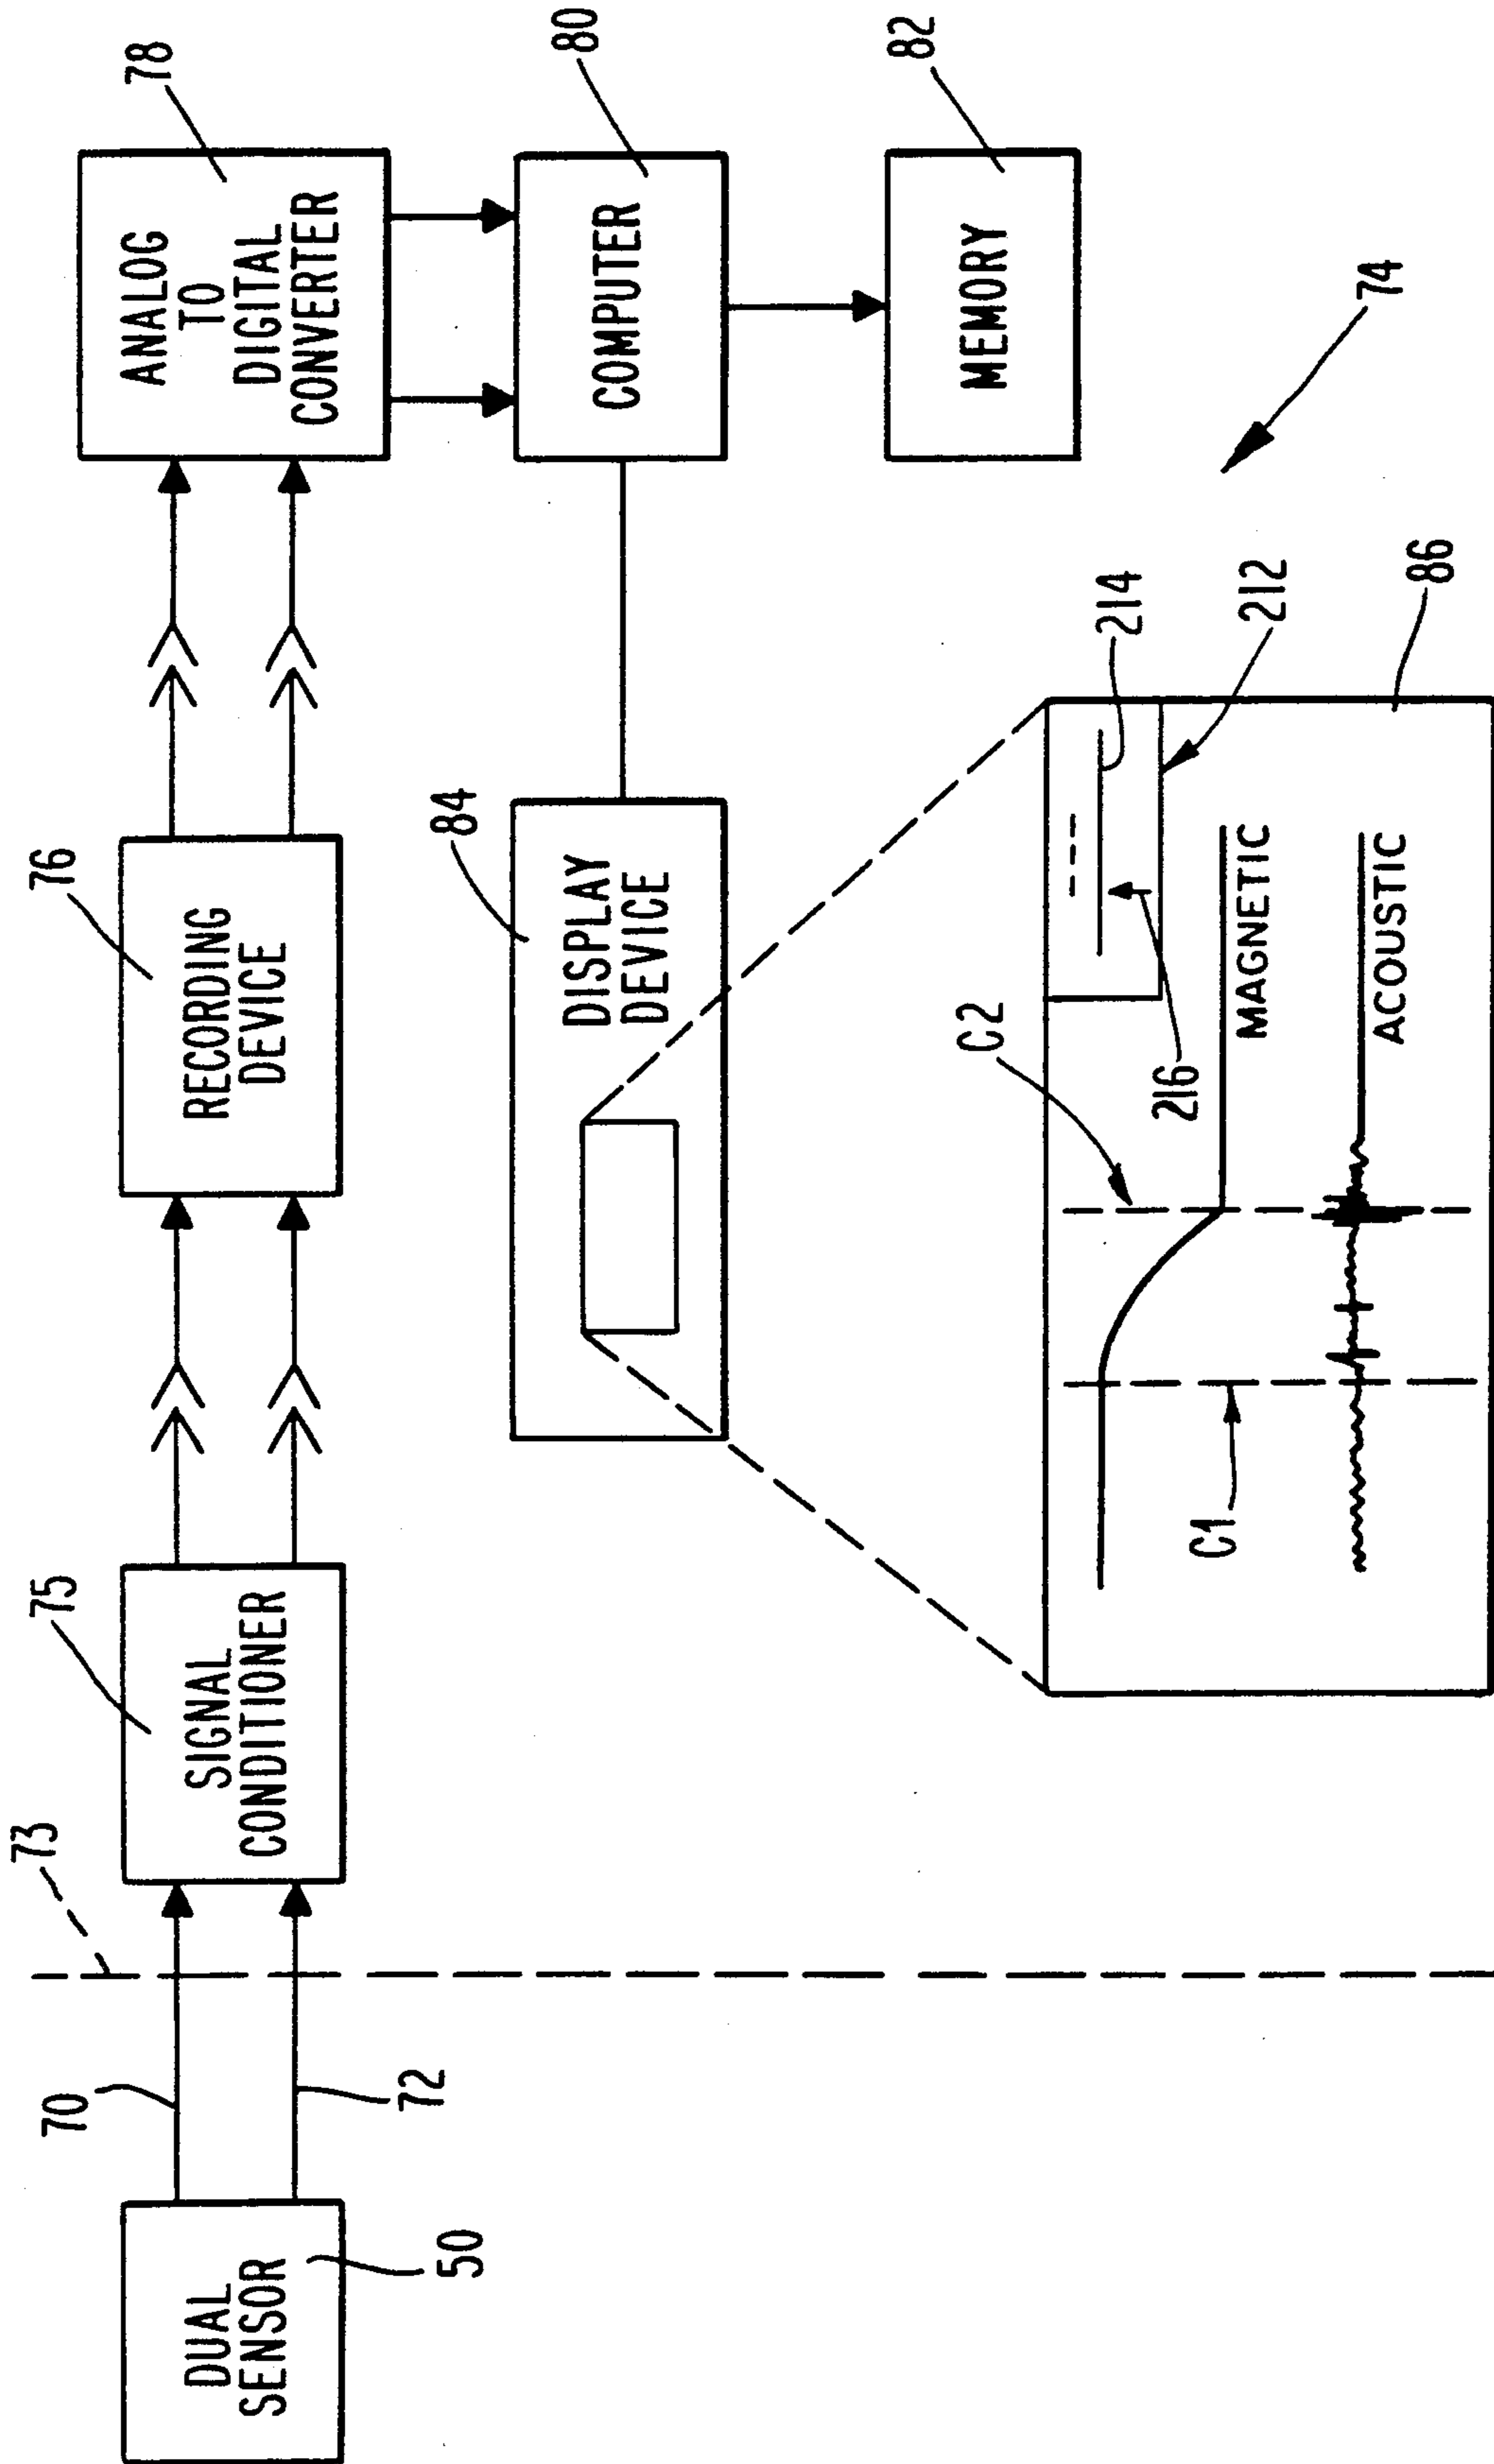 70
73
75
76
78
DUAL
SENSOR
SIGNAL
CONDITIONER
RECORDING
DEVICE
ANALOG
TO
DIGITAL
CONVERTER
50
72
84
80
DISPLAY
DEVICE
COMPUTER
82
MEMORY
C2
214
C1
216
212
MAGNETIC
ACOUSTIC
86
74